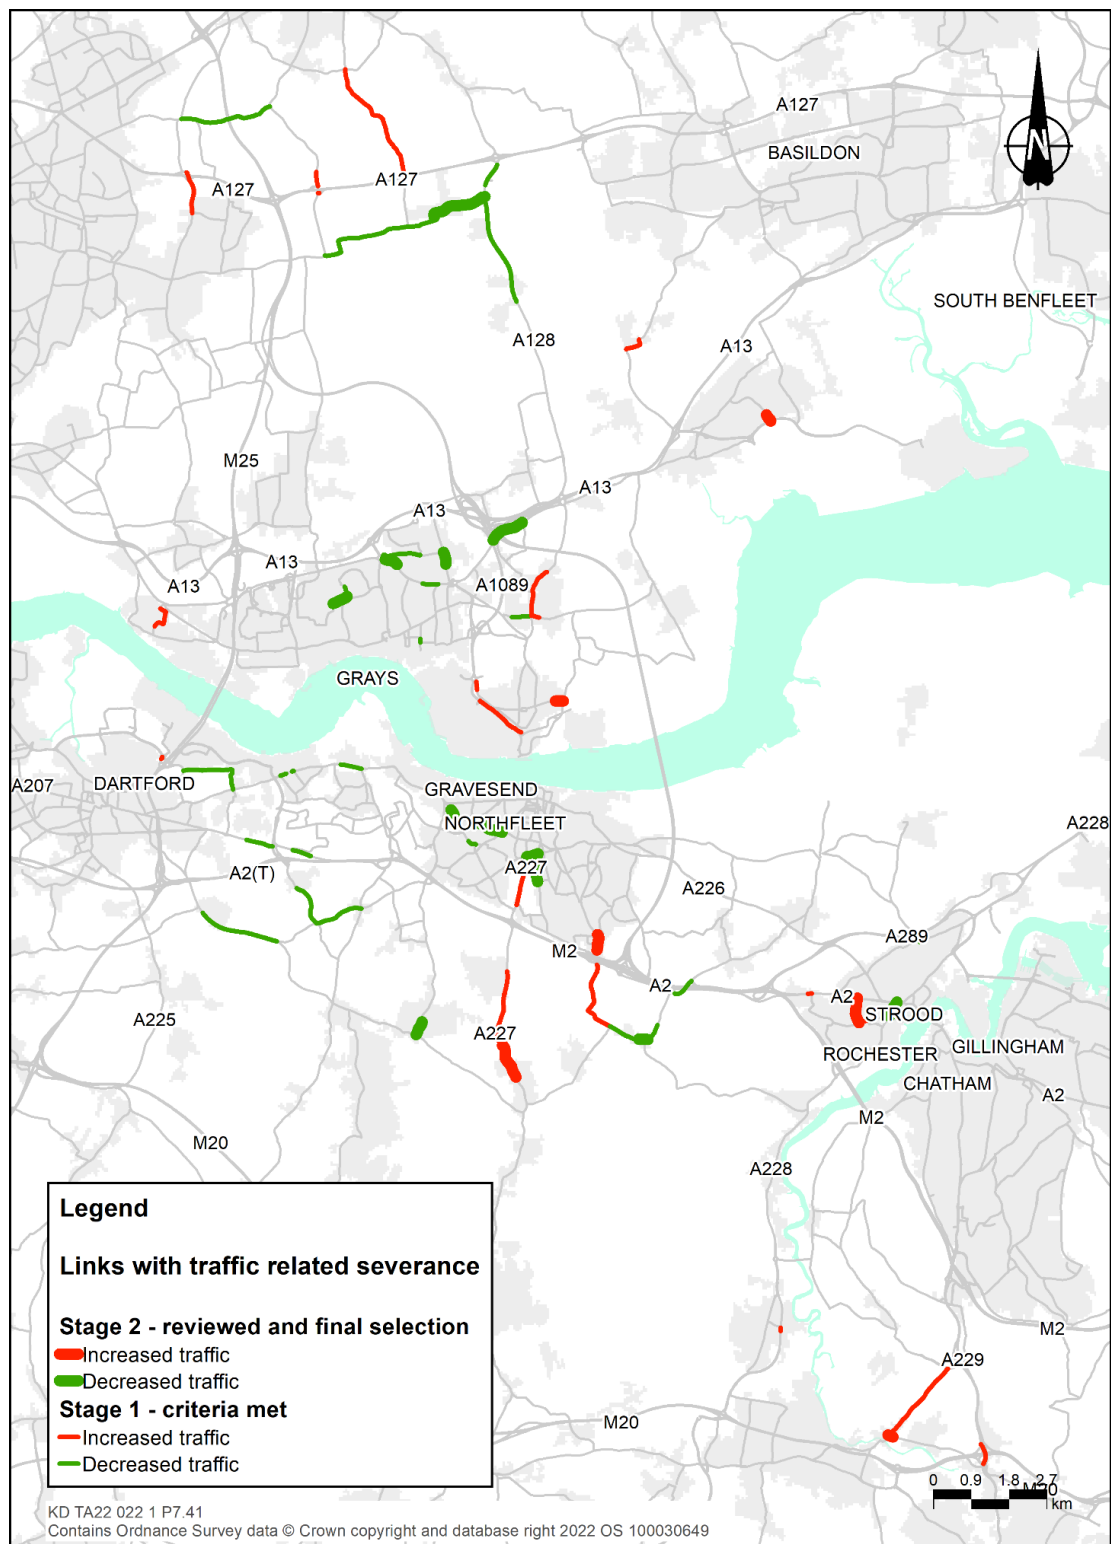 A127
BASILDON
N
A127
A127
SOUTH BENFLEET
A128
A13
M25
A13
A13
A13
A13
A1089
GRAYS
DARTFORD
A207
GRAVESEND
NORTHFLEET
A228
A227
A2(T)
A226
A289
M2
A2
A2
STROOD
A225
A227
GILLINGHAM
ROCHESTER
CHATHAM
A2
M2
M20
A228
Legend
Links with traffic related severance
Stage 2 - reviewed and final selection
Increased traffic
Decreased traffic
Stage 1 - criteria met
Increased traffic
Decreased traffic
M2
A229
M20
0 0.9 1.8 2.7
M20
km
KD TA22 022 1 P7.41
Contains Ordnance Survey data © Crown copyright and database right 2022 OS 100030649